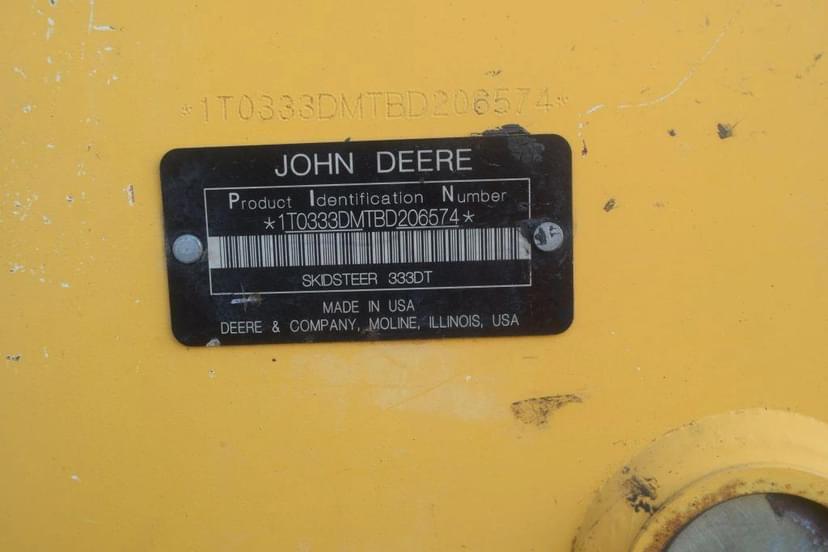 *1T0333DMTBD206574*
JOHN DEERE
Product Identification Number
*1T0333DMTBD206574*
SKIDSTEER 333DT
MADE IN USA
DEERE & COMPANY, MOLINE, ILLINOIS, USA